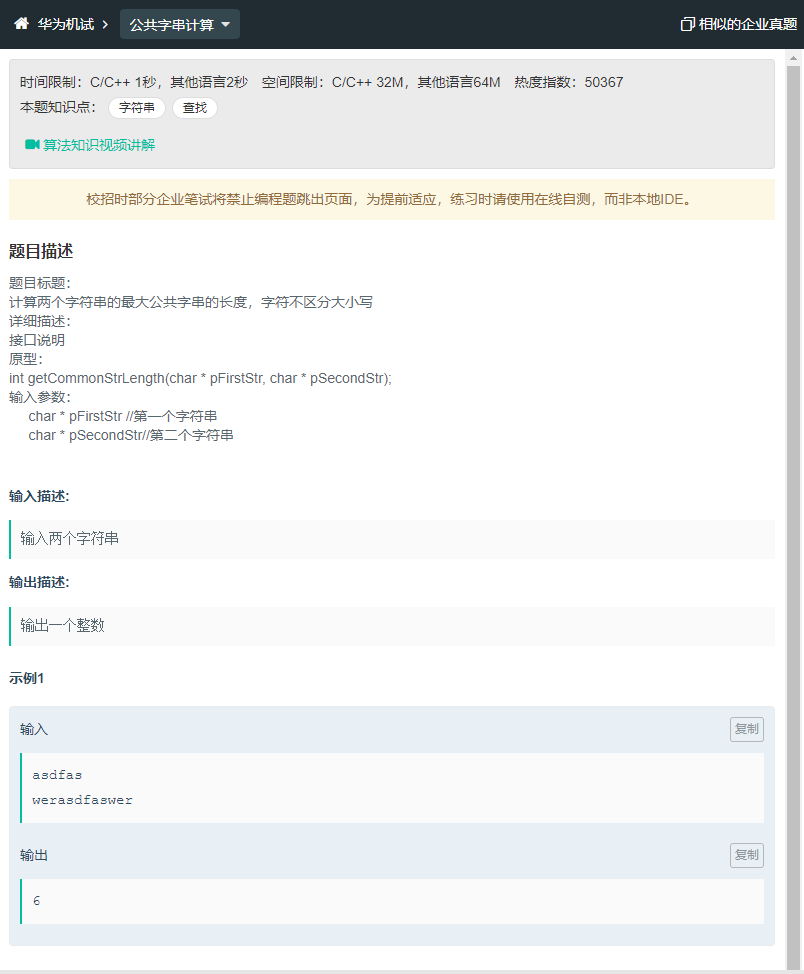 华为机试 公共字串计算 相似的企业真题
时间限制：C/C++ 1秒，其他语言2秒 空间限制：C/C++ 32M，其他语言64M 热度指数：50367
本题知识点： 字符串 查找
算法知识视频讲解
校招时部分企业笔试将禁止编程题跳出页面，为提前适应，练习时请使用在线自测，而非本地IDE。
题目描述
题目标题：
计算两个字符串的最大公共字串的长度，字符不区分大小写
详细描述：
接口说明
原型：
int getCommonStrLength(char * pFirstStr, char * pSecondStr);
输入参数：
char * pFirstStr //第一个字符串
char * pSecondStr//第二个字符串
输入描述:
输入两个字符串
输出描述:
输出一个整数
示例1
输入 复制
asdfas
werasdfaswer
输出 复制
6